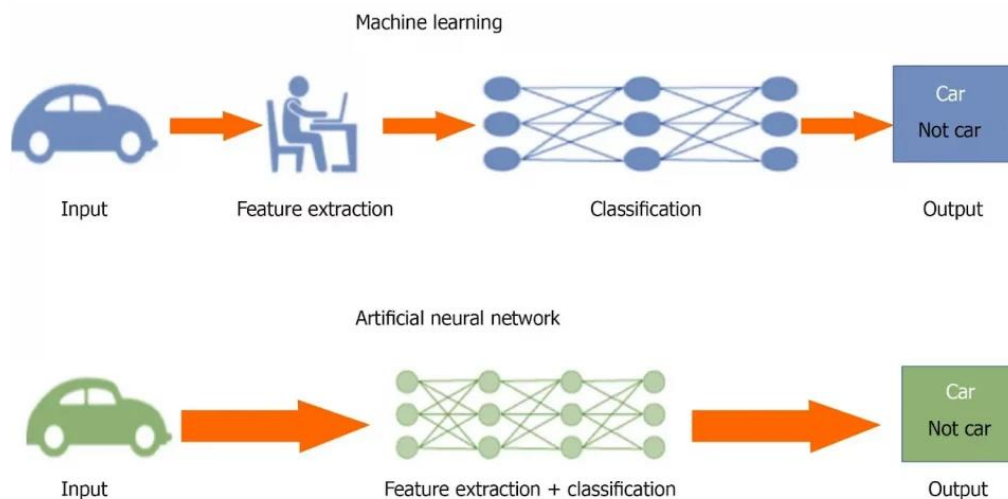 Machine learning
Car
Not car
Input
Feature extraction
Classification
Output
Artificial neural network
Car
Not car
Input
Feature extraction + classification
Output